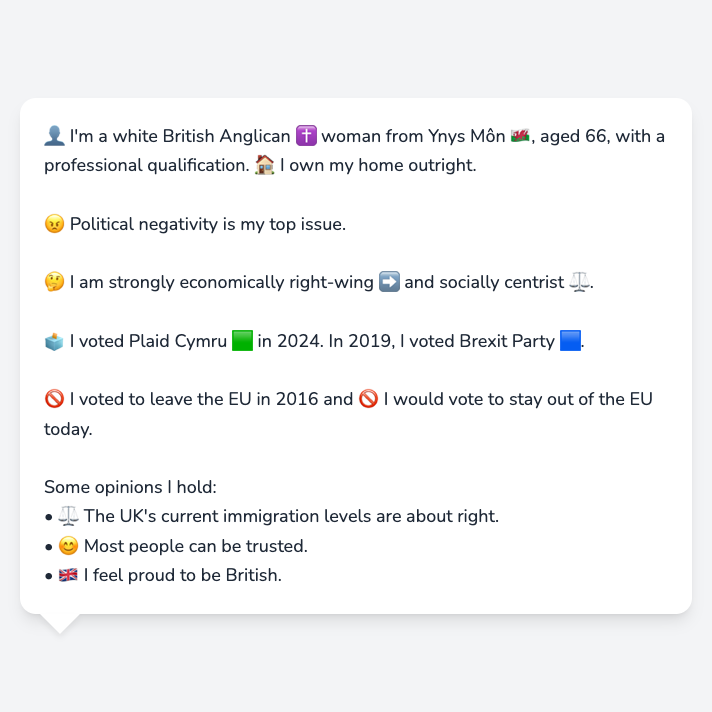 👤 I'm a white British Anglican ✝️ woman from Ynys Môn 🏴󠁧󠁢󠁷󠁬󠁳󠁿, aged 66, with a
professional qualification. 🏠 I own my home outright.
😠 Political negativity is my top issue.
🤔 I am strongly economically right-wing ➡️ and socially centrist ⚖️.
🗳️ I voted Plaid Cymru 🟩 in 2024. In 2019, I voted Brexit Party 🟦.
🚫 I voted to leave the EU in 2016 and 🚫 I would vote to stay out of the EU
today.
Some opinions I hold:
• ⚖️ The UK's current immigration levels are about right.
• 😊 Most people can be trusted.
• 🇬🇧 I feel proud to be British.